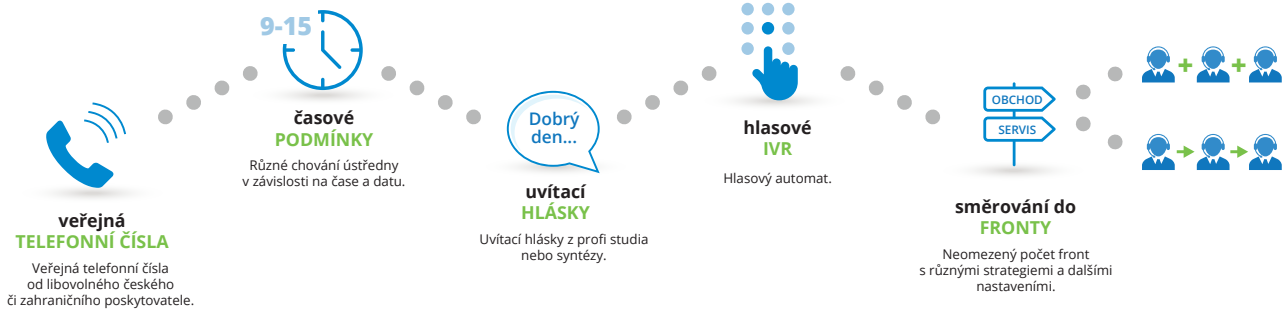 veřejná
TELEFONNÍ ČÍSLA
Veřejná telefonní čísla
od libovolného českého
či zahraničního poskytovatele.
9-15
časové
PODMÍNKY
Různé chování ústředny
v závislosti na čase a datu.
Dobrý
den...
uvítací
HLÁSKY
Uvítací hlásky z profi studia
nebo syntézy.
hlasové
IVR
Hlasový automat.
OBCHOD
SERVIS
směrování do
FRONTY
Neomezený počet front
s různými strategiemi a dalšími
nastaveními.